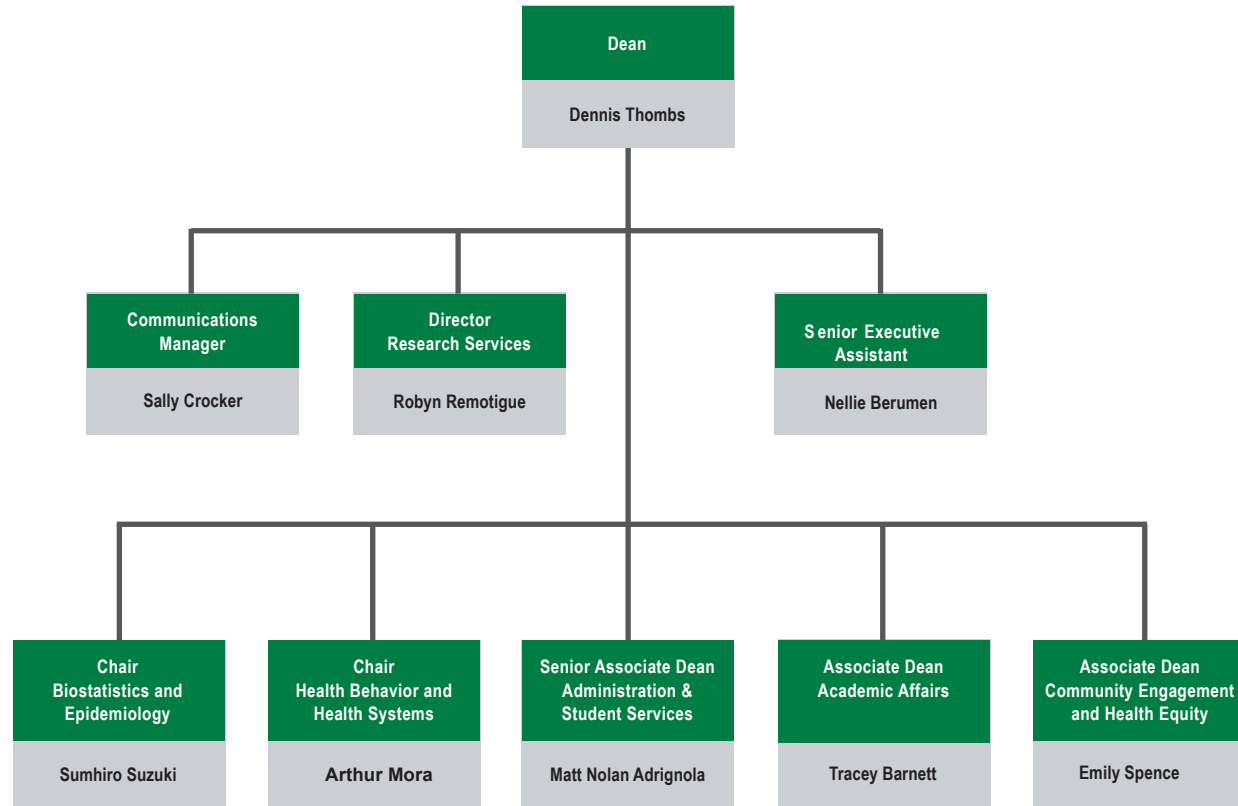 Dean
Dennis Thombs
Communications
Manager
Sally Crocker
Director
Research Services
Robyn Remotigue
Senior Executive
Assistant
Nellie Berumen
Chair
Biostatistics and
Epidemiology
Sumhiro Suzuki
Chair
Health Behavior and
Health Systems
Arthur Mora
Senior Associate Dean
Administration &
Student Services
Matt Nolan Adrignola
Associate Dean
Academic Affairs
Tracey Barnett
Associate Dean
Community Engagement
and Health Equity
Emily Spence